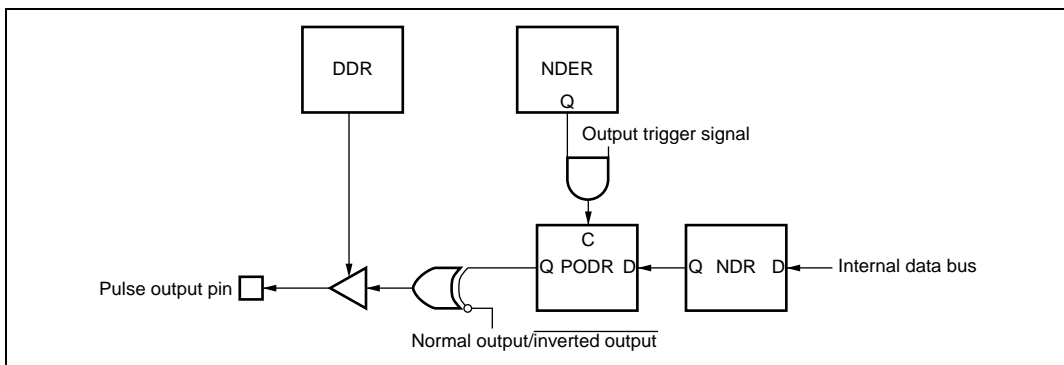 DDR
NDER
Q
Output trigger signal
C
Q PODR D
Q NDR D
Internal data bus
Pulse output pin
Normal output/inverted output